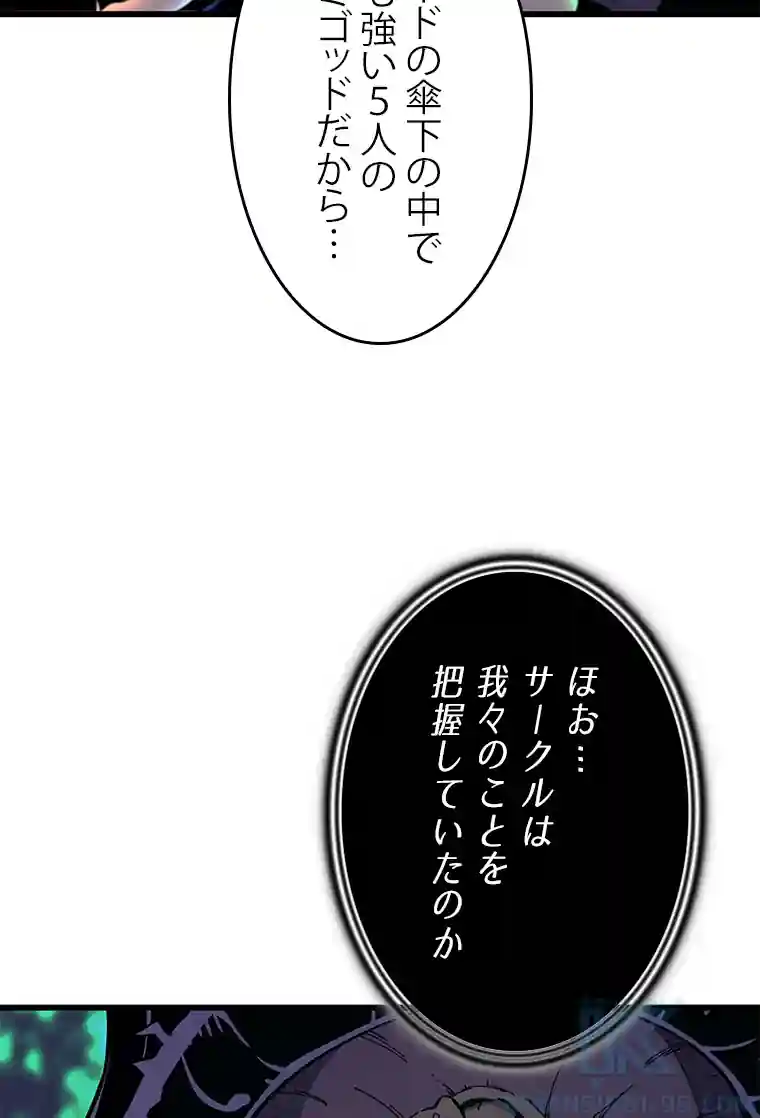 ドの傘下の中で
強い5人の
ゴッドだから…
ほお…
サークルは
我々のことを
把握していたのか